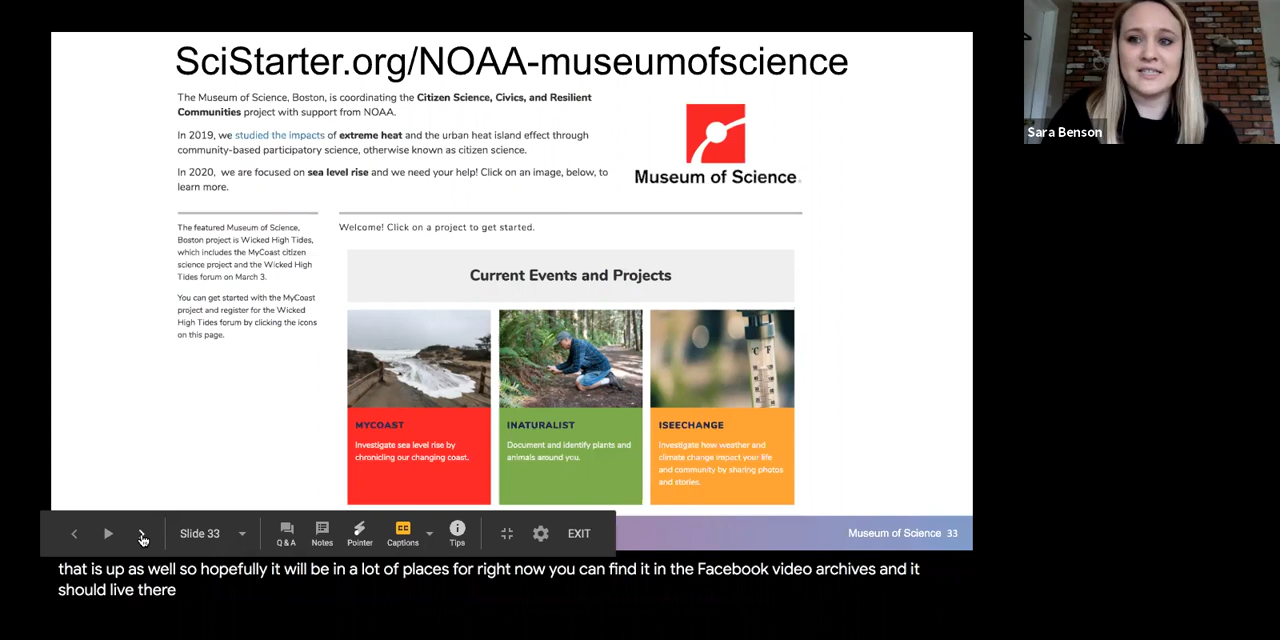 SciStarter.org/NOAA-museumofscience
The Museum of Science, Boston, is coordinating the Citizen Science, Civics, and Resilient
Communities project with support from NOAA.
In 2019, we studied the impacts of extreme heat and the urban heat island effect through
community-based participatory science, otherwise known as citizen science.
In 2020, we are focused on sea level rise and we need your help! Click on an image, below, to
learn more.
Museum of Science
The featured Museum of Science,
Boston project is Wicked High Tides,
which includes the MyCoast citizen
science project and the Wicked High
Tides forum on March 3.
You can get started with the MyCoast
project and register for the Wicked
High Tides forum by clicking the icons
on this page.
Welcome! Click on a project to get started.
Current Events and Projects
°C °F
MYCOAST
Investigate sea level rise by
chronicling our changing coast.
INATURALIST
Document and identify plants and
animals around you.
ISEECHANGE
Investigate how weather and
climate change impact your life
and community by sharing photos
and stories.
Sara Benson
Slide 33
Q & A
Notes
Pointer
CC
Captions
Tips
EXIT
Museum of Science 33
that is up as well so hopefully it will be in a lot of places for right now you can find it in the Facebook video archives and it
should live there